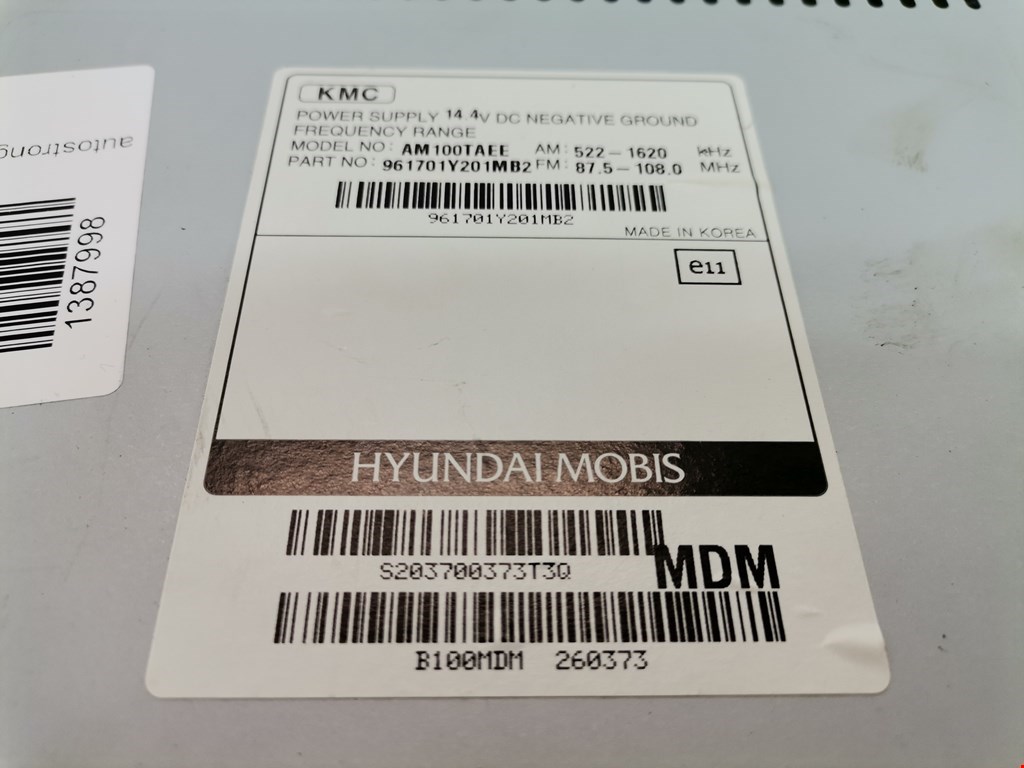 KMC
POWER SUPPLY 14.4V DC NEGATIVE GROUND
FREQUENCY RANGE
MODEL NO: AM100TAEE AM: 522-1620 kHz
PART NO: 961701Y201MB2 FM: 87.5-108.0 MHz
961701Y201MB2
MADE IN KOREA
e11
HYUNDAI MOBIS
S203700373T3Q
MDM
B100MDM 260373
1387998